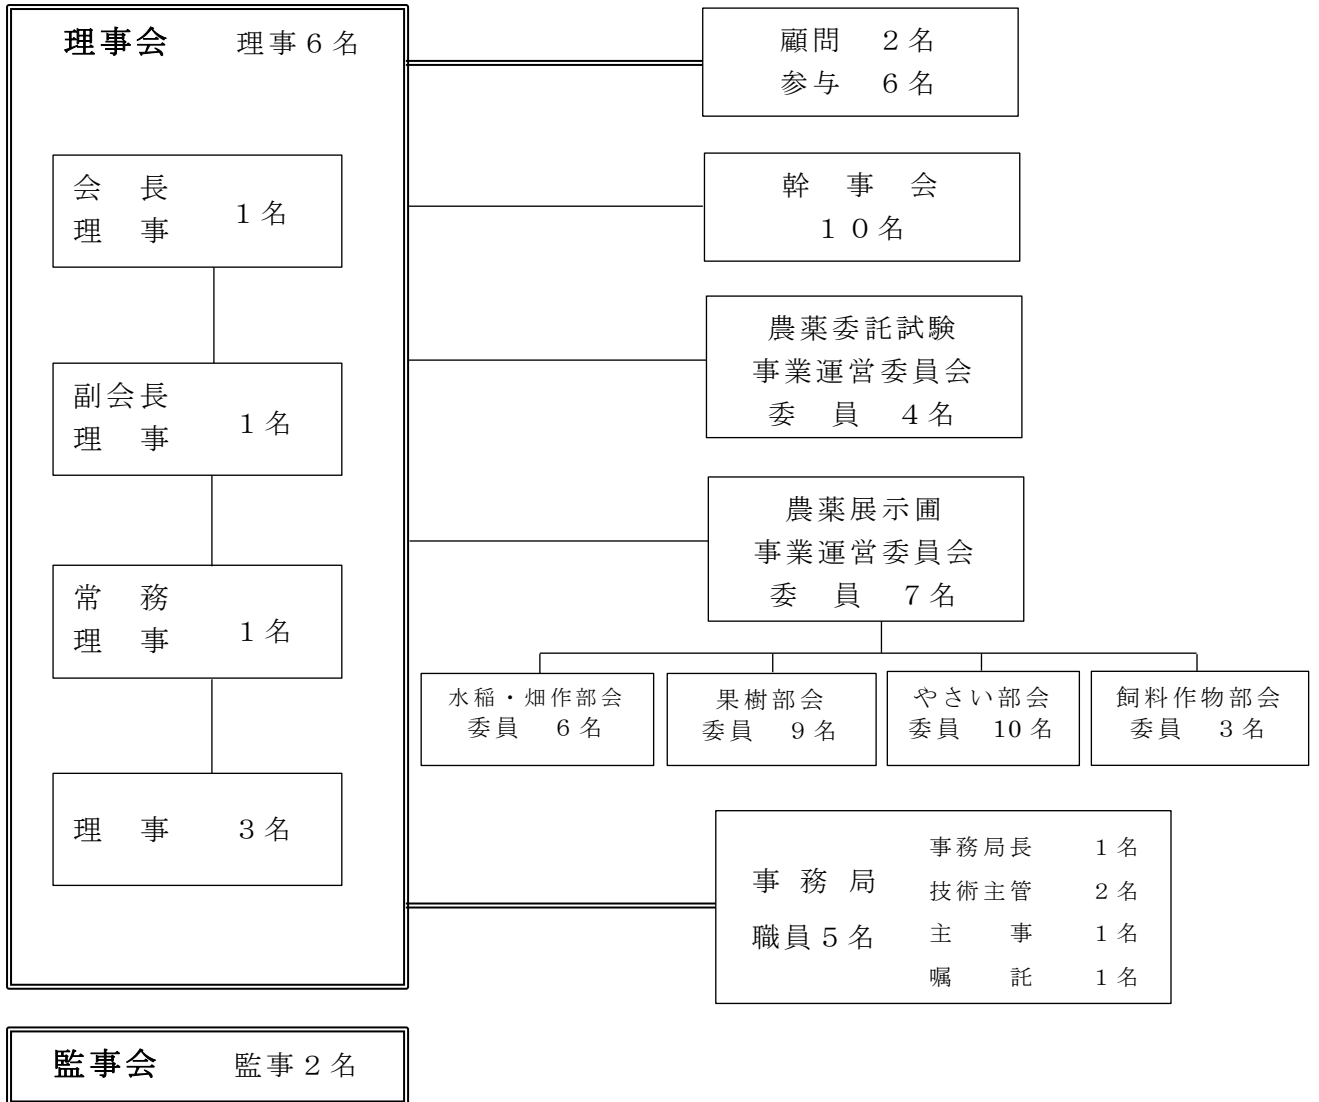 理事会 理事6名
会 長
理 事 1名
副会長
理 事 1名
常 務
理 事 1名
理 事 3名
顧問 2名
参与 6名
幹 事 会
10名
農薬委託試験
事業運営委員会
委 員 4名
農薬展示圃
事業運営委員会
委 員 7名
水稲・畑作部会
委員 6名
果樹部会
委員 9名
やさい部会
委員 10名
飼料作物部会
委員 3名
事 務 局
職員5名
事務局長 1名
技術主管 2名
主 事 1名
嘱 託 1名
監事会 監事2名